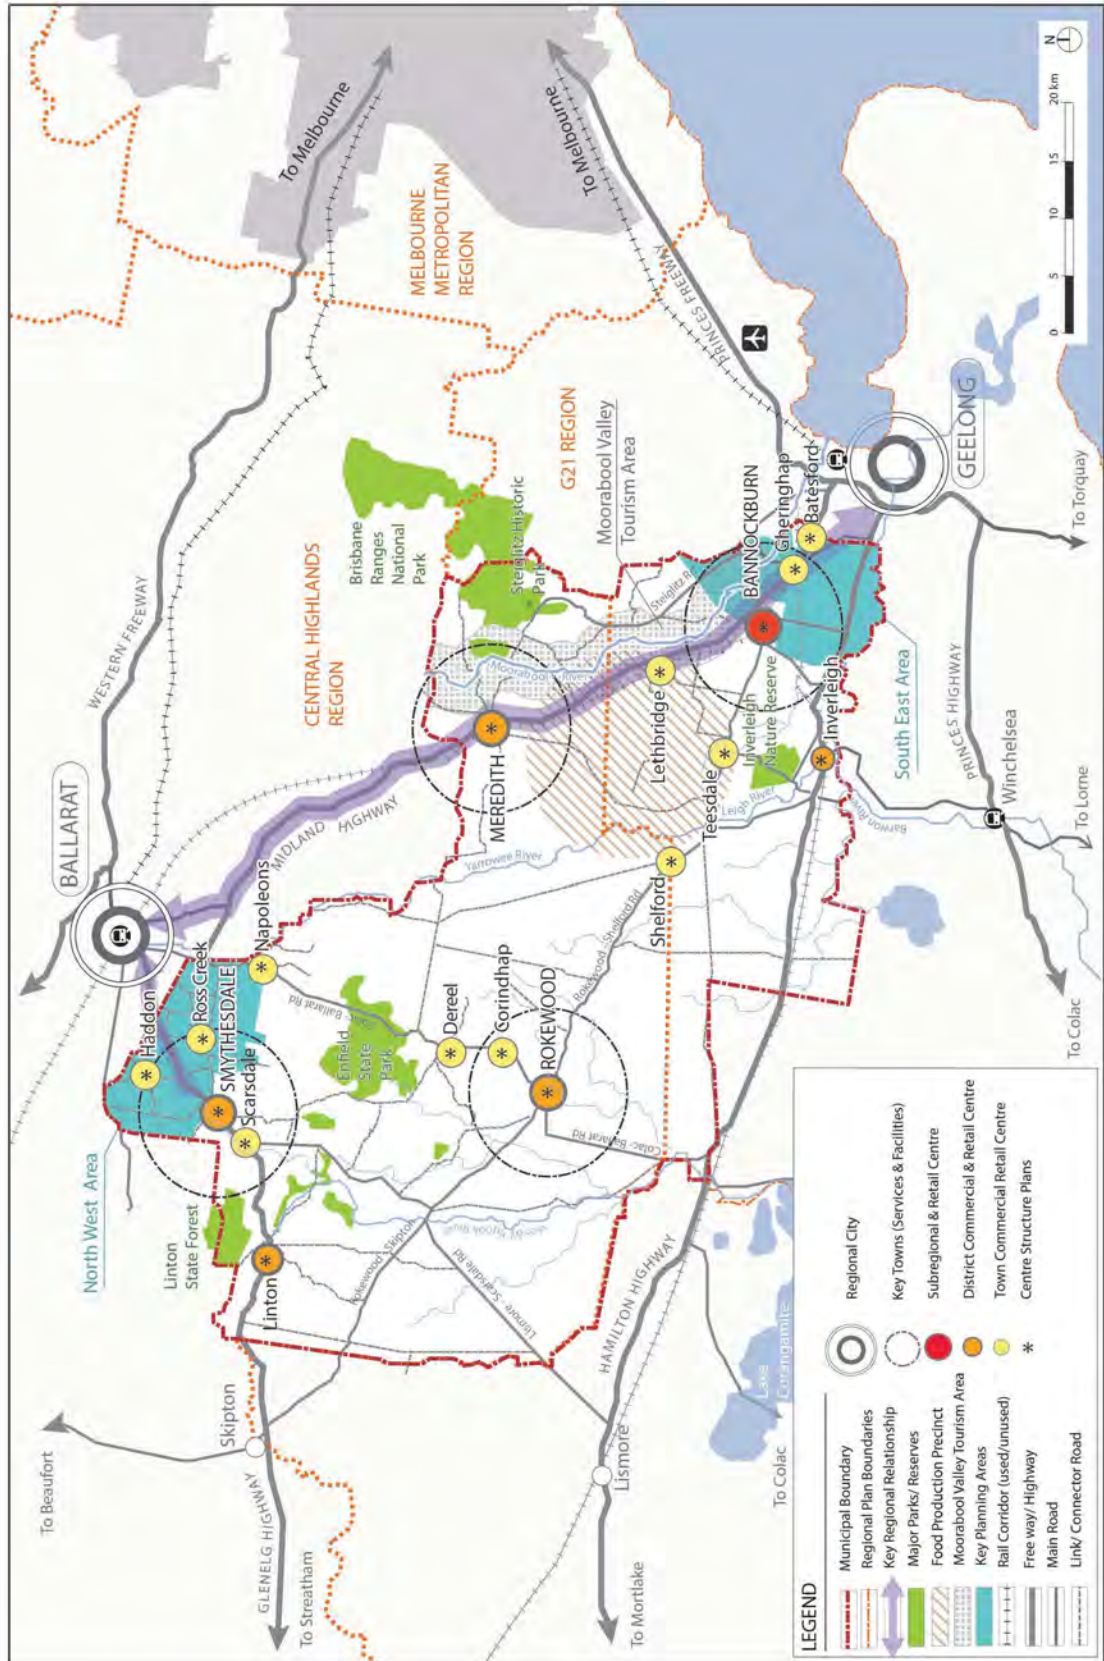 To Beaufort
GLENELG HIGHWAY
To Streatham
Skipton
Lismore
To Mortlake
To Colac
Lake
Corangamite
North West Area
Linton
State Forest
Linton
Haddon
Ross Creek
SMYTHESDALE
Scarsdale
Napoleons
BALLARAT
WESTERN FREEWAY
To Melbourne
CENTRAL HIGHLANDS
REGION
MELBOURNE
METROPOLITAN
REGION
MIDLAND
HIGHWAY
Brisbane
Ranges
National
Park
Steiglitz Historic
Park
G21 REGION
Moorabool Valley
Tourism Area
To Melbourne
PRINCES FREEWAY
Enfield
State
Park
Colac- Ballarat Rd
Dereel
Corindhap
ROKEWOOD
Rokewood - Skipton
Lismore - Scarsdale Rd
Colac- Ballarat Rd
Rokewood - Shelford Rd
HAMILTON HIGHWAY
Yarrowee River
MEREDITH
Moorabool River
Lethbridge
Shelford
Teesdale
Leigh River
Inverleigh
Nature Reserve
BANNOCKBURN
Gheringhap
Batesford
Inverleigh
Barwon River
South East Area
PRINCES HIGHWAY
Winchelsea
To Lorne
To Colac
To Torquay
GEELONG
N
0
5
10
15
20 km
LEGEND
Municipal Boundary
Regional Plan Boundaries
Key Regional Relationship
Major Parks/ Reserves
Food Production Precinct
Moorabool Valley Tourism Area
Key Planning Areas
Rail Corridor (used/unused)
Free way/ Highway
Main Road
Link/ Connector Road
Regional City
Key Towns (Services & Facilities)
Subregional & Retail Centre
District Commercial & Retail Centre
Town Commercial Retail Centre
Centre Structure Plans